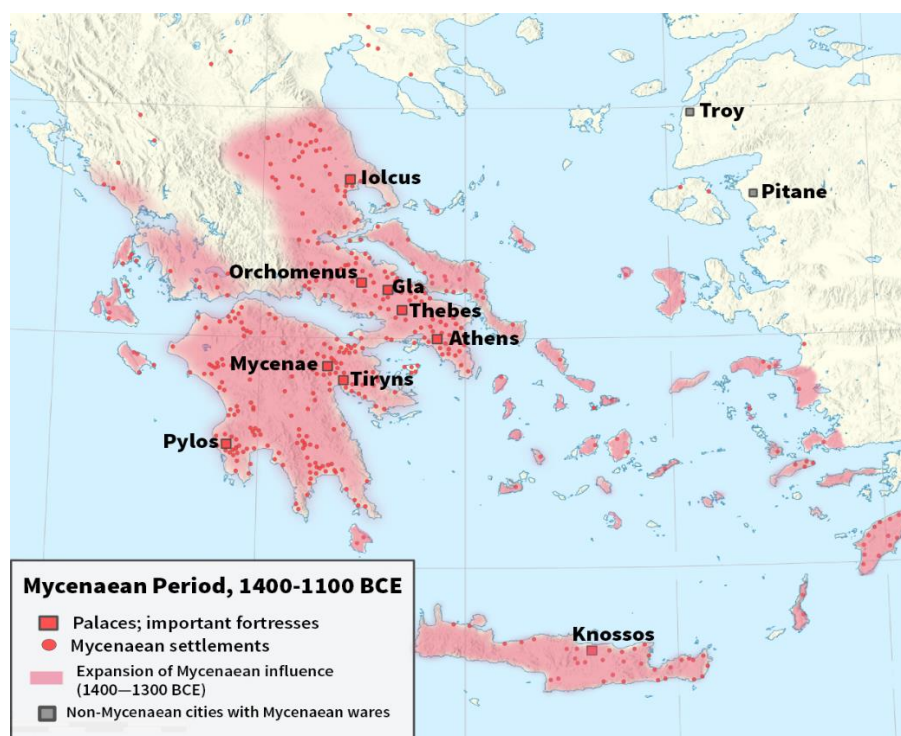 Troy
Pitane
Iolcus
Orchomenus
Gla
Thebes
Athens
Mycenae
Tiryns
Pylos
Knossos
Mycenaean Period, 1400-1100 BCE
Palaces; important fortresses
Mycenaean settlements
Expansion of Mycenaean influence
(1400—1300 BCE)
Non-Mycenaean cities with Mycenaean wares